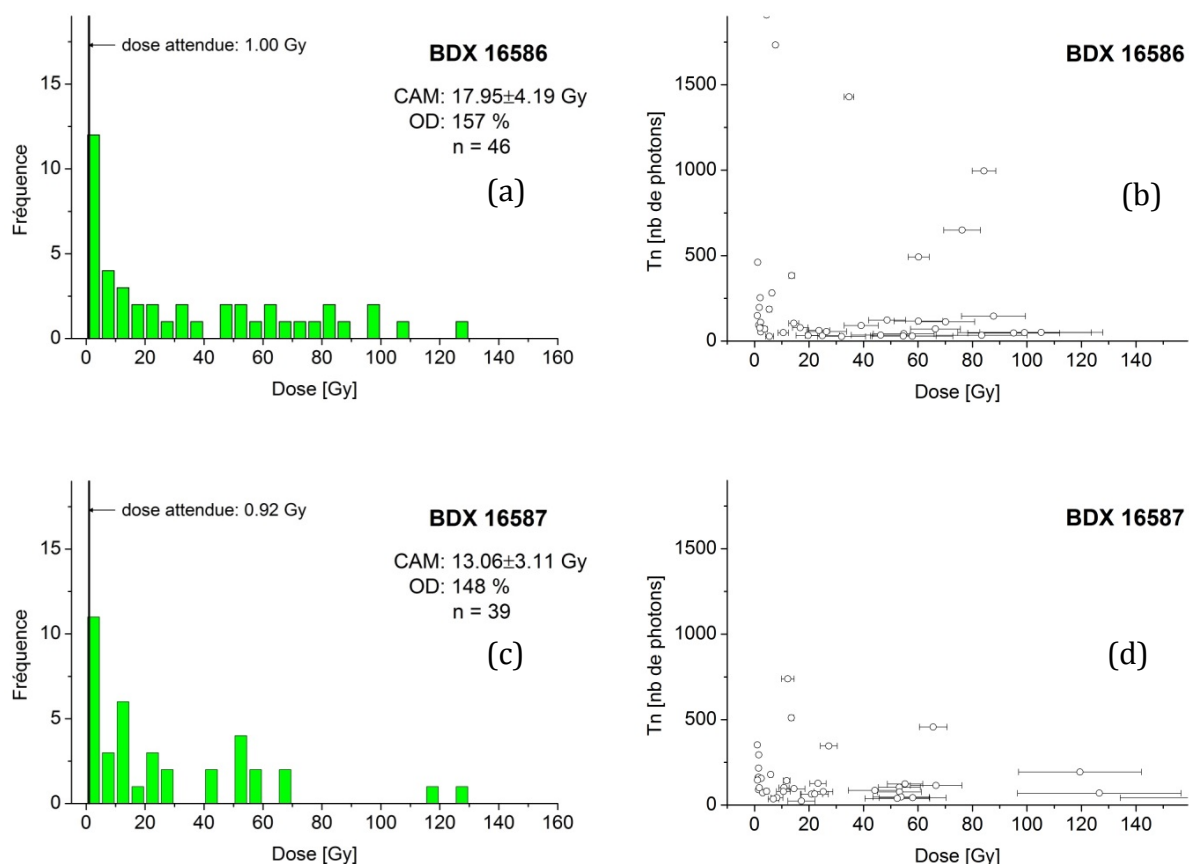 dose attendue: 1.00 Gy
BDX 16586
CAM: 17.95±4.19 Gy
OD: 157 %
n = 46
(a)
Fréquence
15
10
5
0
0 20 40 60 80 100 120 140 160
Dose [Gy]
BDX 16586
(b)
Tn [nb de photons]
1500
1000
500
0
0 20 40 60 80 100 120 140
Dose [Gy]
dose attendue: 0.92 Gy
BDX 16587
CAM: 13.06±3.11 Gy
OD: 148 %
n = 39
(c)
Fréquence
15
10
5
0
0 20 40 60 80 100 120 140 160
Dose [Gy]
BDX 16587
(d)
Tn [nb de photons]
1500
1000
500
0
0 20 40 60 80 100 120 140
Dose [Gy]